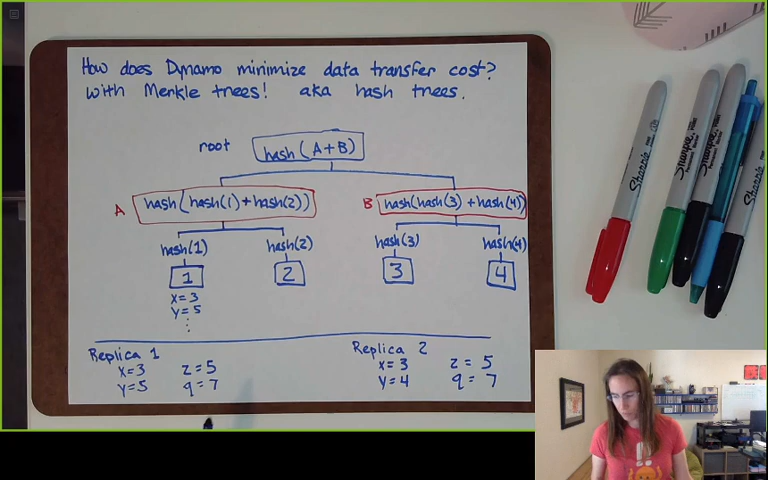 How does Dynamo minimize data transfer cost?
with Merkle trees! aka hash trees.
root hash(A+B)
A hash(hash(1)+hash(2))
B hash(hash(3)+hash(4))
hash(1) hash(2) hash(3) hash(4)
1 2 3 4
x=3
y=5
⋮
Replica 1
x=3 z=5
y=5 q=7
Replica 2
x=3 z=5
y=4 q=7
Sharpie
Sharpie
Sharpie